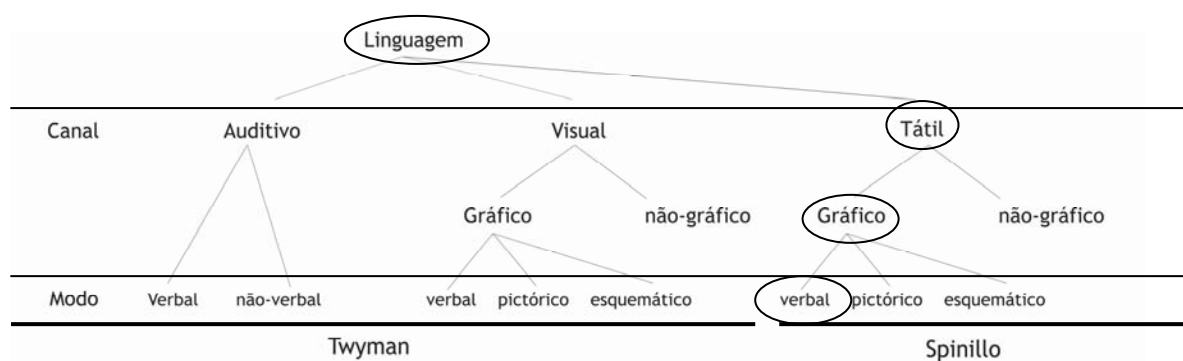 Linguagem
Canal Auditivo Visual Tátil
Gráfico não-gráfico Gráfico não-gráfico
Modo Verbal não-verbal verbal pictórico esquemático verbal pictórico esquemático
Twyman Spinillo